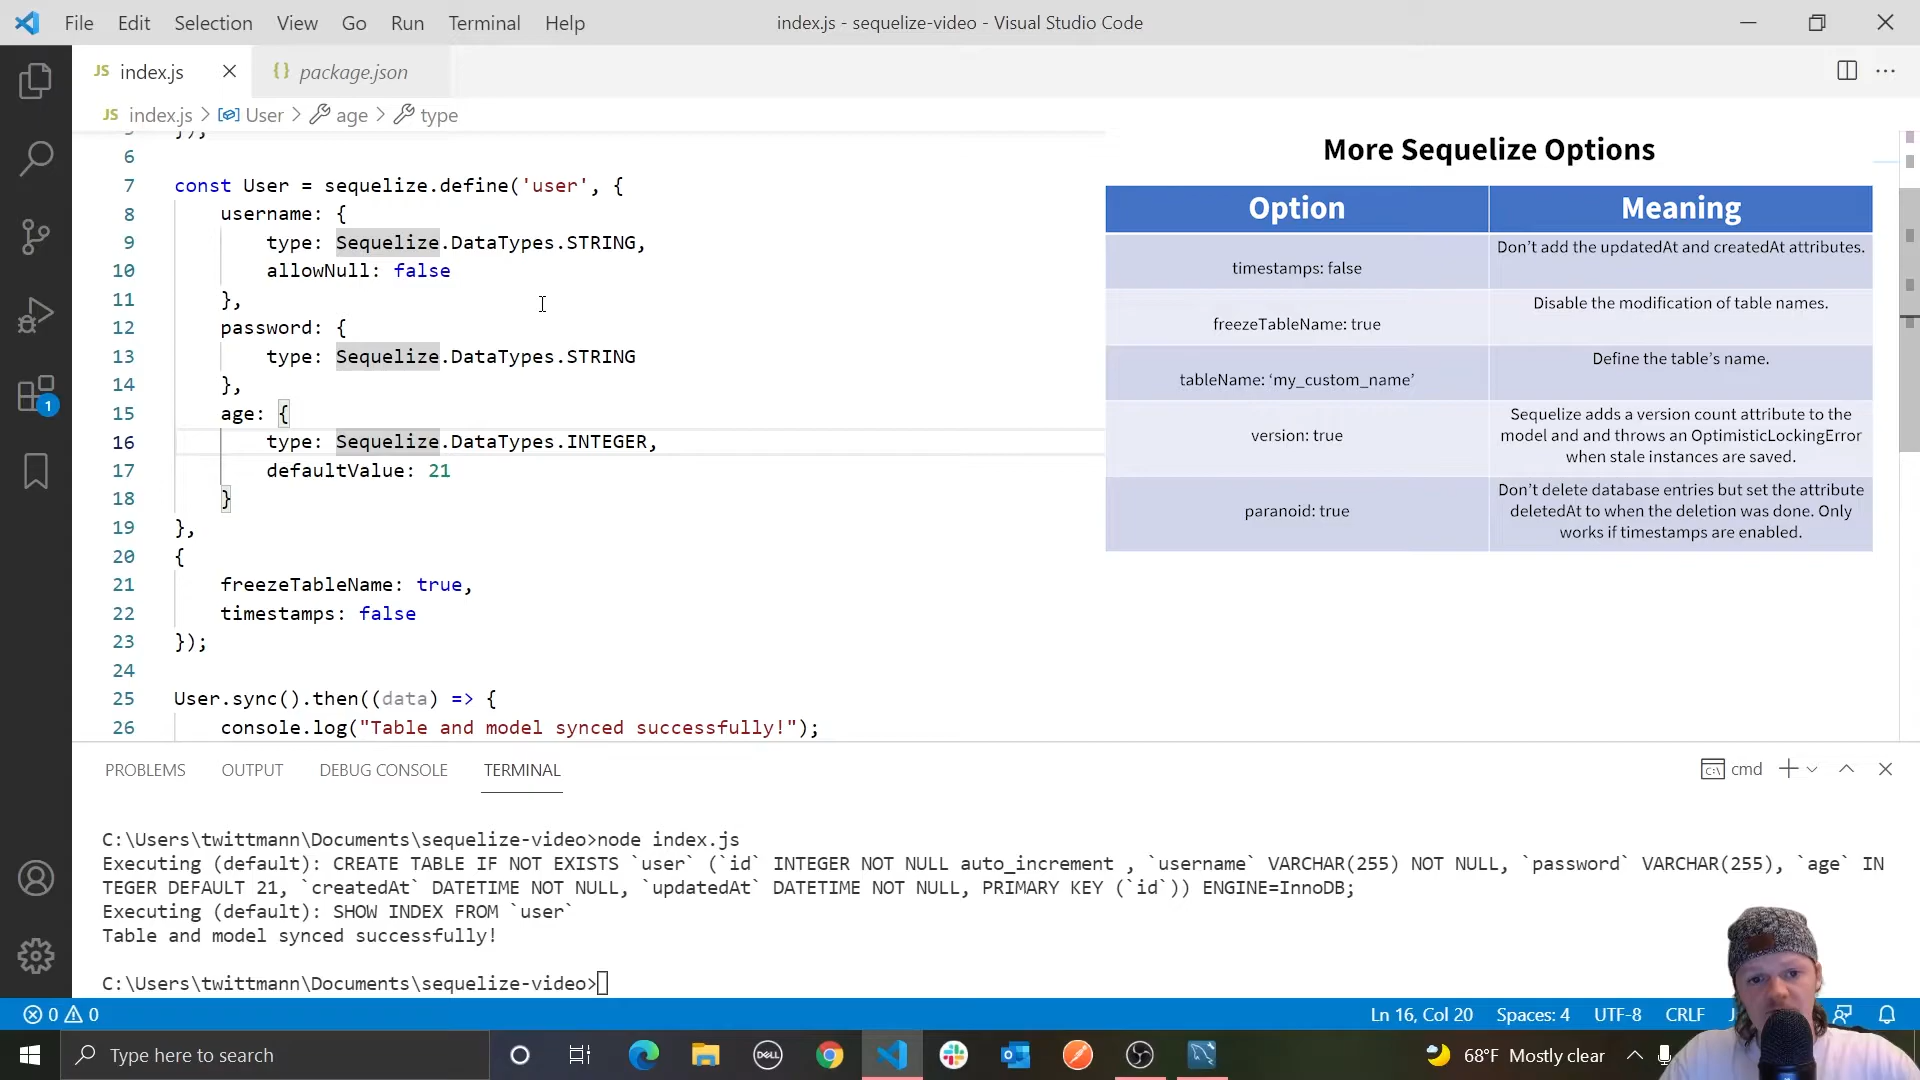 File Edit Selection View Go Run Terminal Help
index.js - sequelize-video - Visual Studio Code
JS index.js
{} package.json
JS index.js > User > age > type
});
6
7 const User = sequelize.define('user', {
8 username: {
9 type: Sequelize.DataTypes.STRING,
10 allowNull: false
11 },
12 password: {
13 type: Sequelize.DataTypes.STRING
14 },
15 age: {
16 type: Sequelize.DataTypes.INTEGER,
17 defaultValue: 21
18 }
19 },
20 {
21 freezeTableName: true,
22 timestamps: false
23 });
24
25 User.sync().then((data) => {
26 console.log("Table and model synced successfully!");
More Sequelize Options
Option Meaning
timestamps: false
Don't add the updatedAt and createdAt attributes.
freezeTableName: true
Disable the modification of table names.
tableName: ‘my_custom_name’
Define the table's name.
version: true
Sequelize adds a version count attribute to the
model and and throws an OptimisticLockingError
when stale instances are saved.
paranoid: true
Don't delete database entries but set the attribute
deletedAt to when the deletion was done. Only
works if timestamps are enabled.
1
PROBLEMS OUTPUT DEBUG CONSOLE TERMINAL
cmd
C:\Users\twittmann\Documents\sequelize-video>node index.js
Executing (default): CREATE TABLE IF NOT EXISTS `user` (`id` INTEGER NOT NULL auto_increment , `username` VARCHAR(255) NOT NULL, `password` VARCHAR(255), `age` IN
TEGER DEFAULT 21, `createdAt` DATETIME NOT NULL, `updatedAt` DATETIME NOT NULL, PRIMARY KEY (`id`)) ENGINE=InnoDB;
Executing (default): SHOW INDEX FROM `user`
Table and model synced successfully!
C:\Users\twittmann\Documents\sequelize-video>
0 0
Ln 16, Col 20 Spaces: 4 UTF-8 CRLF
Type here to search
DELL
68°F Mostly clear